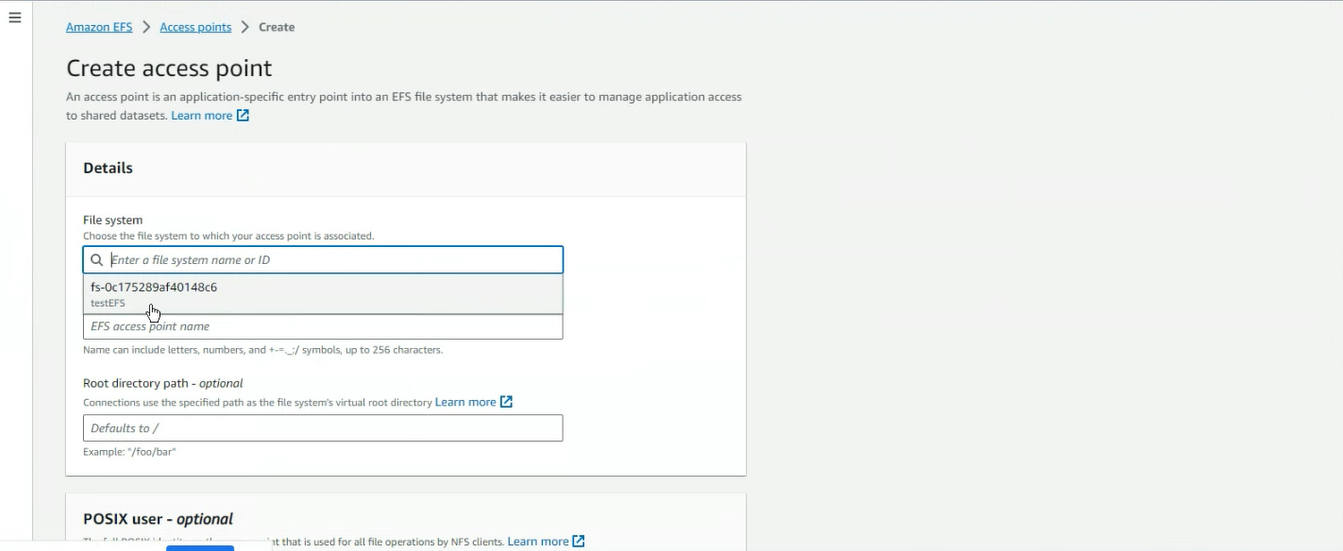 Amazon EFS > Access points > Create
Create access point
An access point is an application-specific entry point into an EFS file system that makes it easier to manage application access
to shared datasets. Learn more
Details
File system
Choose the file system to which your access point is associated.
Enter a file system name or ID
fs-0c175289af40148c6
testEFS
EFS access point name
Name can include letters, numbers, and +-=._:/ symbols, up to 256 characters.
Root directory path - optional
Connections use the specified path as the file system's virtual root directory Learn more
Defaults to /
Example: "/foo/bar"
POSIX user - optional
that is used for all file operations by NFS clients. Learn more